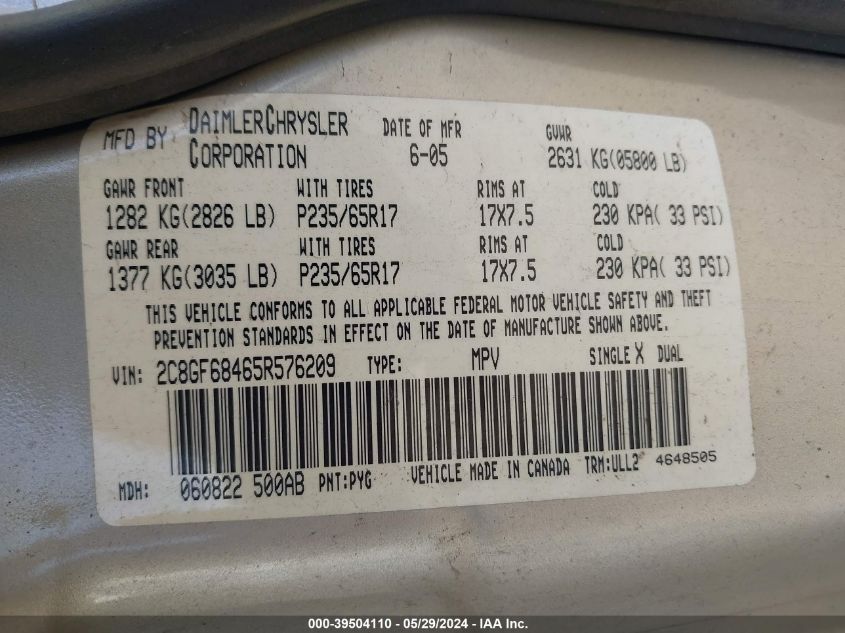 MFD BY DAIMLERCHRYSLER CORPORATION DATE OF MFR 6-05 GVWR 2631 KG(05800 LB)
GAWR FRONT WITH TIRES RIMS AT COLD
1282 KG(2826 LB) P235/65R17 17X7.5 230 KPA( 33 PSI)
GAWR REAR WITH TIRES RIMS AT COLD
1377 KG(3035 LB) P235/65R17 17X7.5 230 KPA( 33 PSI)
THIS VEHICLE CONFORMS TO ALL APPLICABLE FEDERAL MOTOR VEHICLE SAFETY AND THEFT
PREVENTION STANDARDS IN EFFECT ON THE DATE OF MANUFACTURE SHOWN ABOVE.
VIN: 2C8GF68465R576209 TYPE: MPV SINGLE X DUAL
MDH: 060822 500AB PNT:PYG VEHICLE MADE IN CANADA TRM:ULL2 4648505
000-39504110 - 05/29/2024 - IAA Inc.